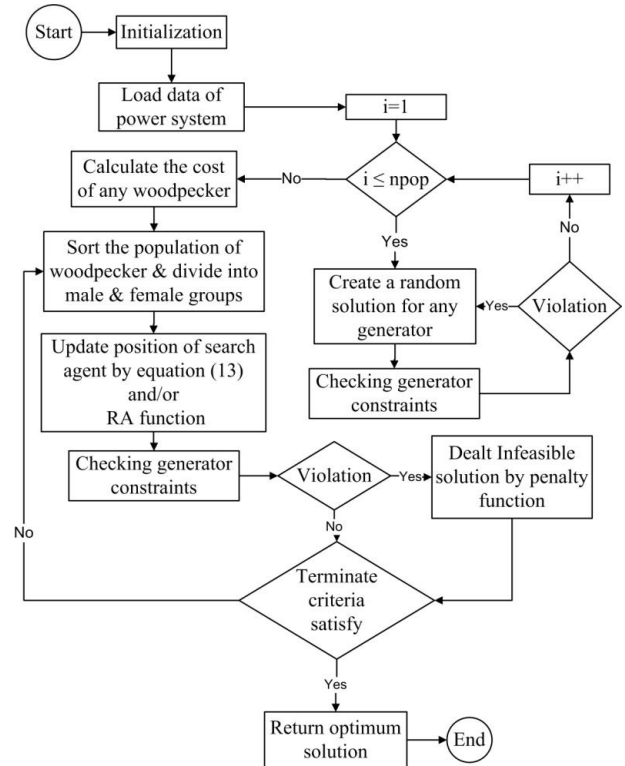 Start
Initialization
Load data of
power system
i=1
i ≤ npop
No
Yes
i++
No
Calculate the cost
of any woodpecker
Sort the population of
woodpecker & divide into
male & female groups
Create a random
solution for any
generator
Yes
Violation
Update position of search
agent by equation (13)
and/or
RA function
Checking generator
constraints
Checking generator
constraints
Violation
Yes
Dealt Infeasible
solution by penalty
function
No
No
Terminate
criteria
satisfy
Yes
Return optimum
solution
End